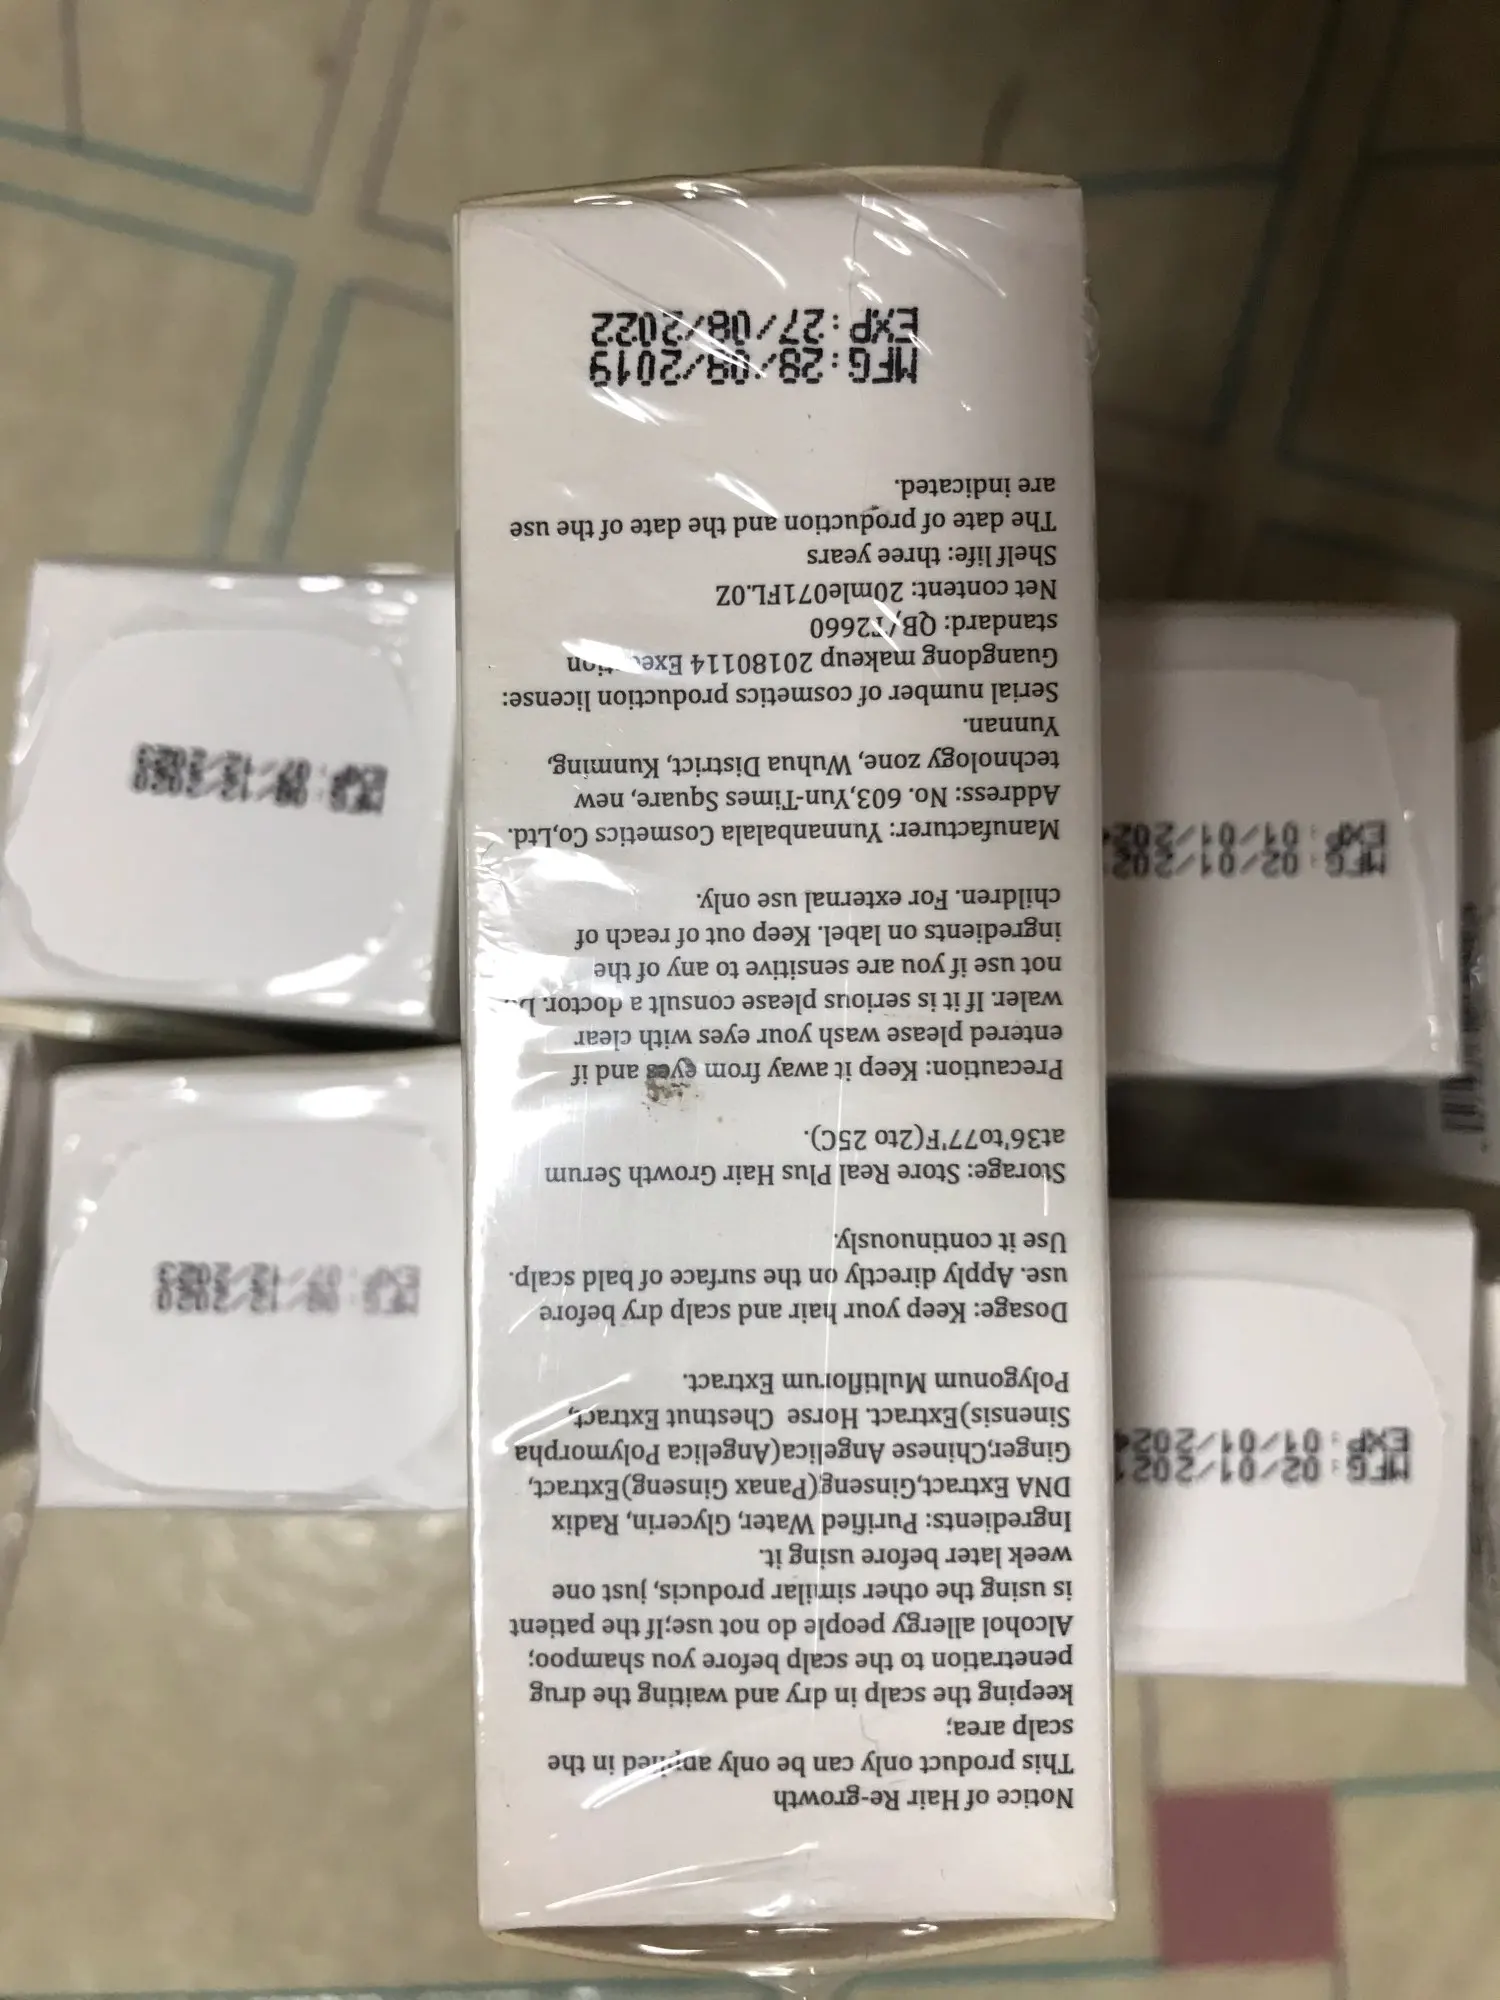 Notice of Hair Re-growth
This product only can be only applied in the
scalp area;
keeping the scalp in dry and waiting the drug
penetration to the scalp before you shampoo;
Alcohol allergy people do not use;If the patient
is using the other similar producis, just one
week later before using it.
Ingredients: Purified Water, Glycerin, Radix
DNA Extract,Ginseng(Panax Ginseng)Extract,
Ginger,Chinese Angelica(Angelica Polymorpha
Sinensis)Extract. Horse Chestnut Extract,
Polygonum Multiflorum Extract.
Dosage: Keep your hair and scalp dry before
use. Apply directly on the surface of bald scalp.
Use it continuously.
Storage: Store Real Plus Hair Growth Serum
at36'to77'F(2to 25C).
Precaution: Keep it away from eyes and if
entered please wash your eyes with clear
waler. If it is serious please consult a doctor.
not use if you are sensitive to any of the
ingredients on label. Keep out of reach of
children. For external use only.
Manufacturer: Yunnanbalala Cosmetics Co,Ltd.
Address: No. 603,Yun-Times Square, new
technology zone, Wuhua District, Kunming,
Yunnan.
Serial number of cosmetics production license:
Guangdong makeup 20180114
standard: QB/T2660
Net content: 20mle071FL.0Z
Shelf life: three years
The date of production and the date of the use
are indicated.
MFG:28/08/2019
EXP:27/08/2022
MFG:02/01/202
EXP:01/01/202
MFG:02/01/202
EXP:01/01/202